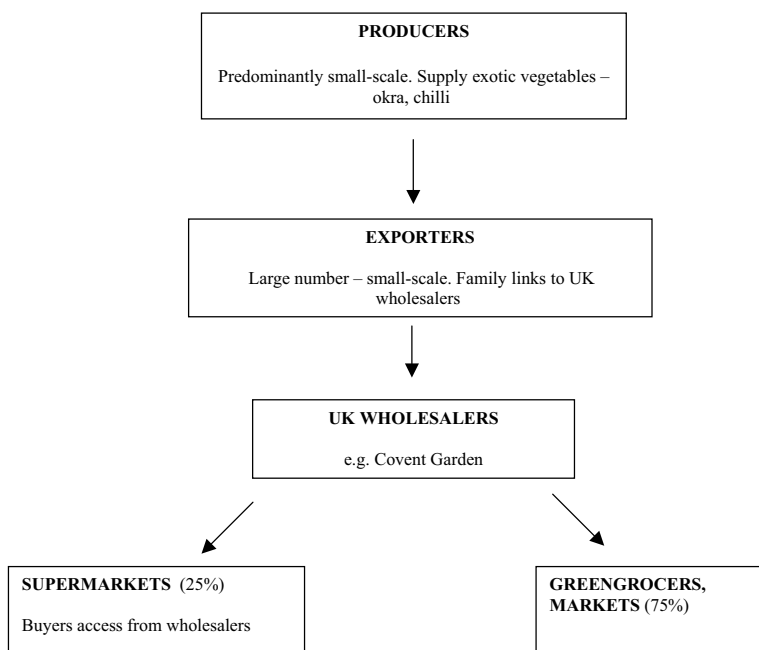 PRODUCERS
Predominantly small-scale. Supply exotic vegetables –
okra, chilli
EXPORTERS
Large number – small-scale. Family links to UK
wholesalers
UK WHOLESALERS
e.g. Covent Garden
SUPERMARKETS (25%)
Buyers access from wholesalers
GREENGROCERS,
MARKETS (75%)